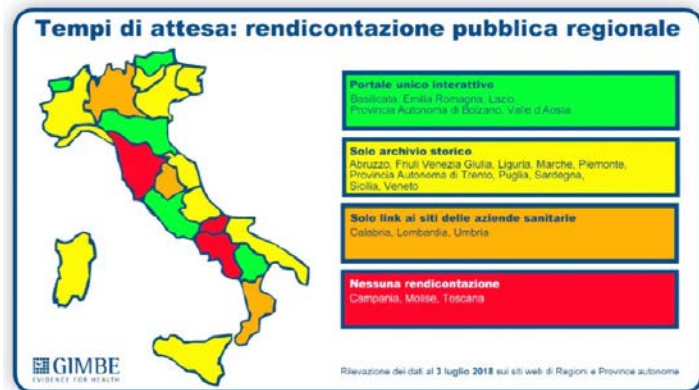 Tempi di attesa: rendicontazione pubblica regionale
Portale unico interattivo
Basilicata, Emilia Romagna, Lazio,
Provincia Autonoma di Bolzano, Valle d'Aosta
Solo archivio storico
Abruzzo, Friuli Venezia Giulia, Liguria, Marche, Piemonte,
Provincia Autonoma di Trento, Puglia, Sardegna,
Sicilia, Veneto
Solo link ai siti delle aziende sanitarie
Calabria, Lombardia, Umbria
Nessuna rendicontazione
Campania, Molise, Toscana
GIMBE
EVIDENCE FOR HEALTH
Rilevazione dei dati al 3 luglio 2018 sui siti web di Regioni e Province autonome